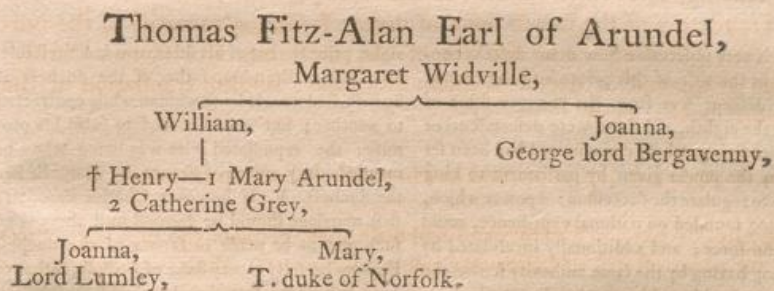 Thomas Fitz-Alan Earl of Arundel,
Margaret Widville,
William,
Joanna,
George lord Bergavenny,
† Henry—1 Mary Arundel,
2 Catherine Grey,
Joanna,
Lord Lumley,
Mary,
T. duke of Norfolk.